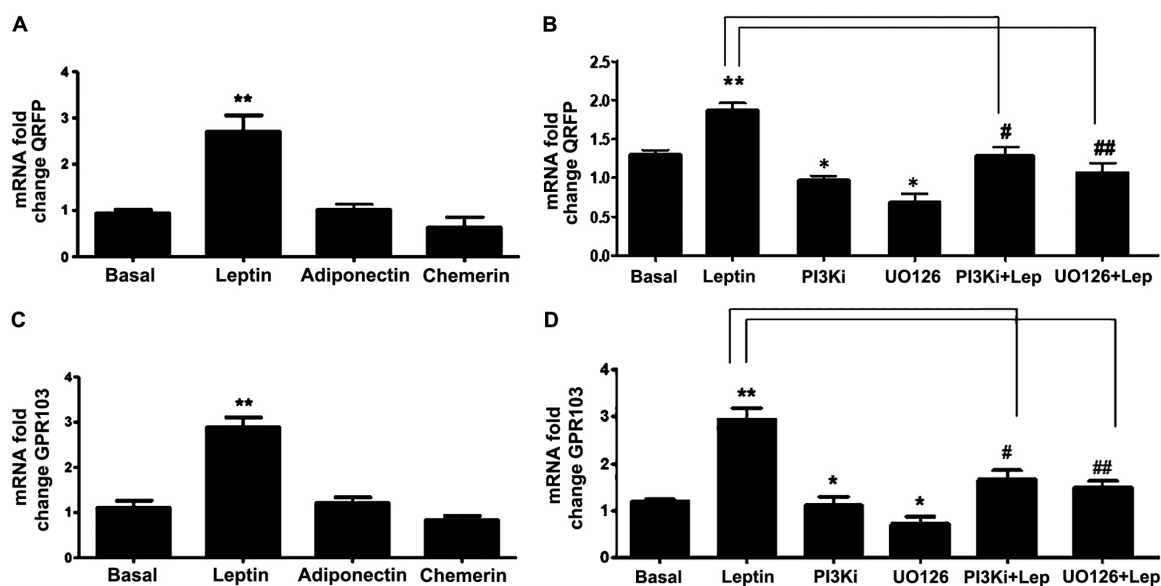 A
mRNA fold
change QRFP
4
3
2
1
0
**
Basal Leptin Adiponectin Chemerin
B
mRNA fold
change QRFP
2.5
2.0
1.5
1.0
0.5
0.0
**
*
*
#
##
Basal Leptin PI3Ki UO126 PI3Ki+Lep UO126+Lep
C
mRNA fold
change GPR103
4
3
2
1
0
**
Basal Leptin Adiponectin Chemerin
D
mRNA fold
change GPR103
4
3
2
1
0
**
*
*
#
##
Basal Leptin PI3Ki UO126 PI3Ki+Lep UO126+Lep